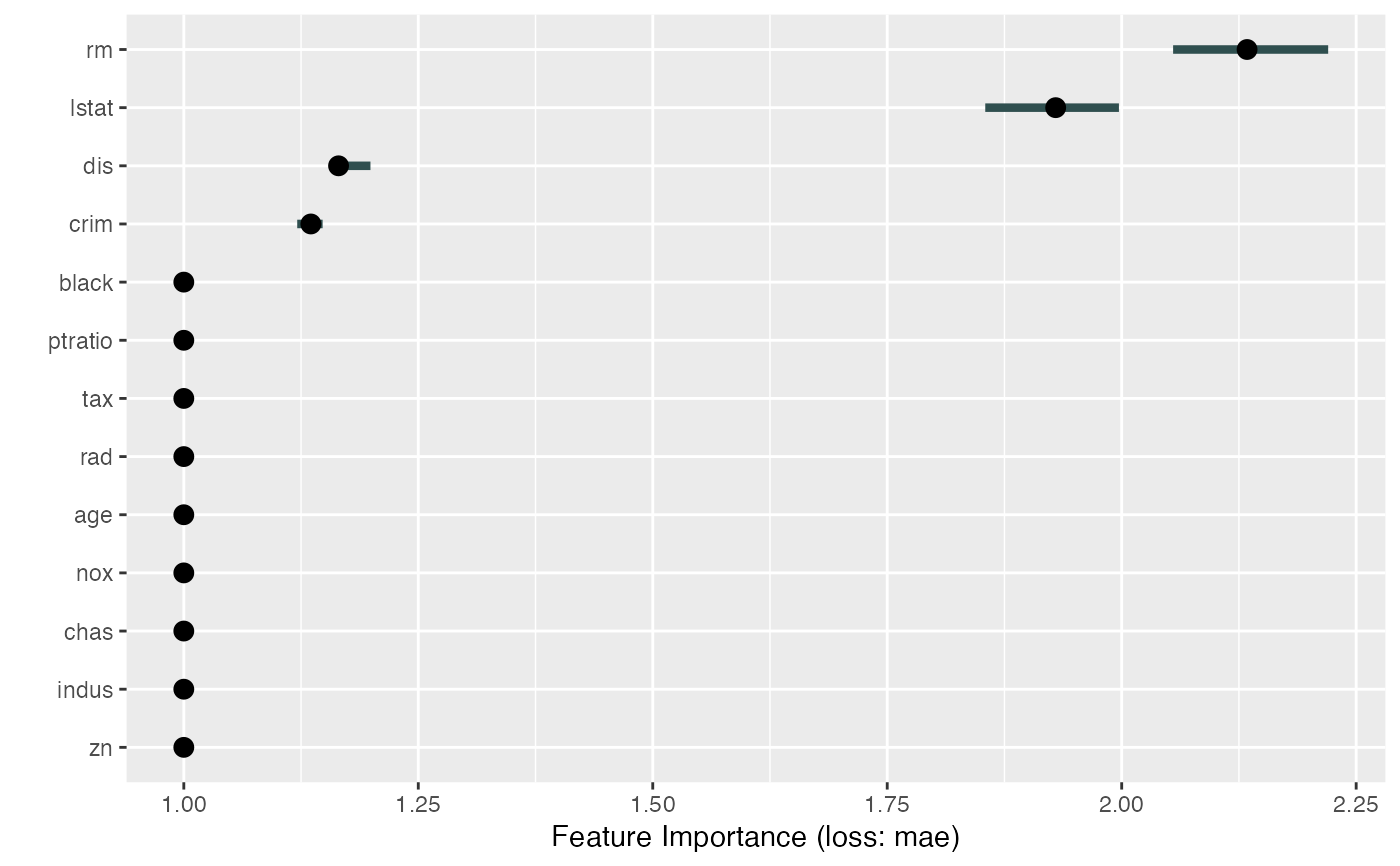 rm
lstat
dis
crim
black
ptratio
tax
rad
age
nox
chas
indus
zn
1.00 1.25 1.50 1.75 2.00 2.25
Feature Importance (loss: mae)